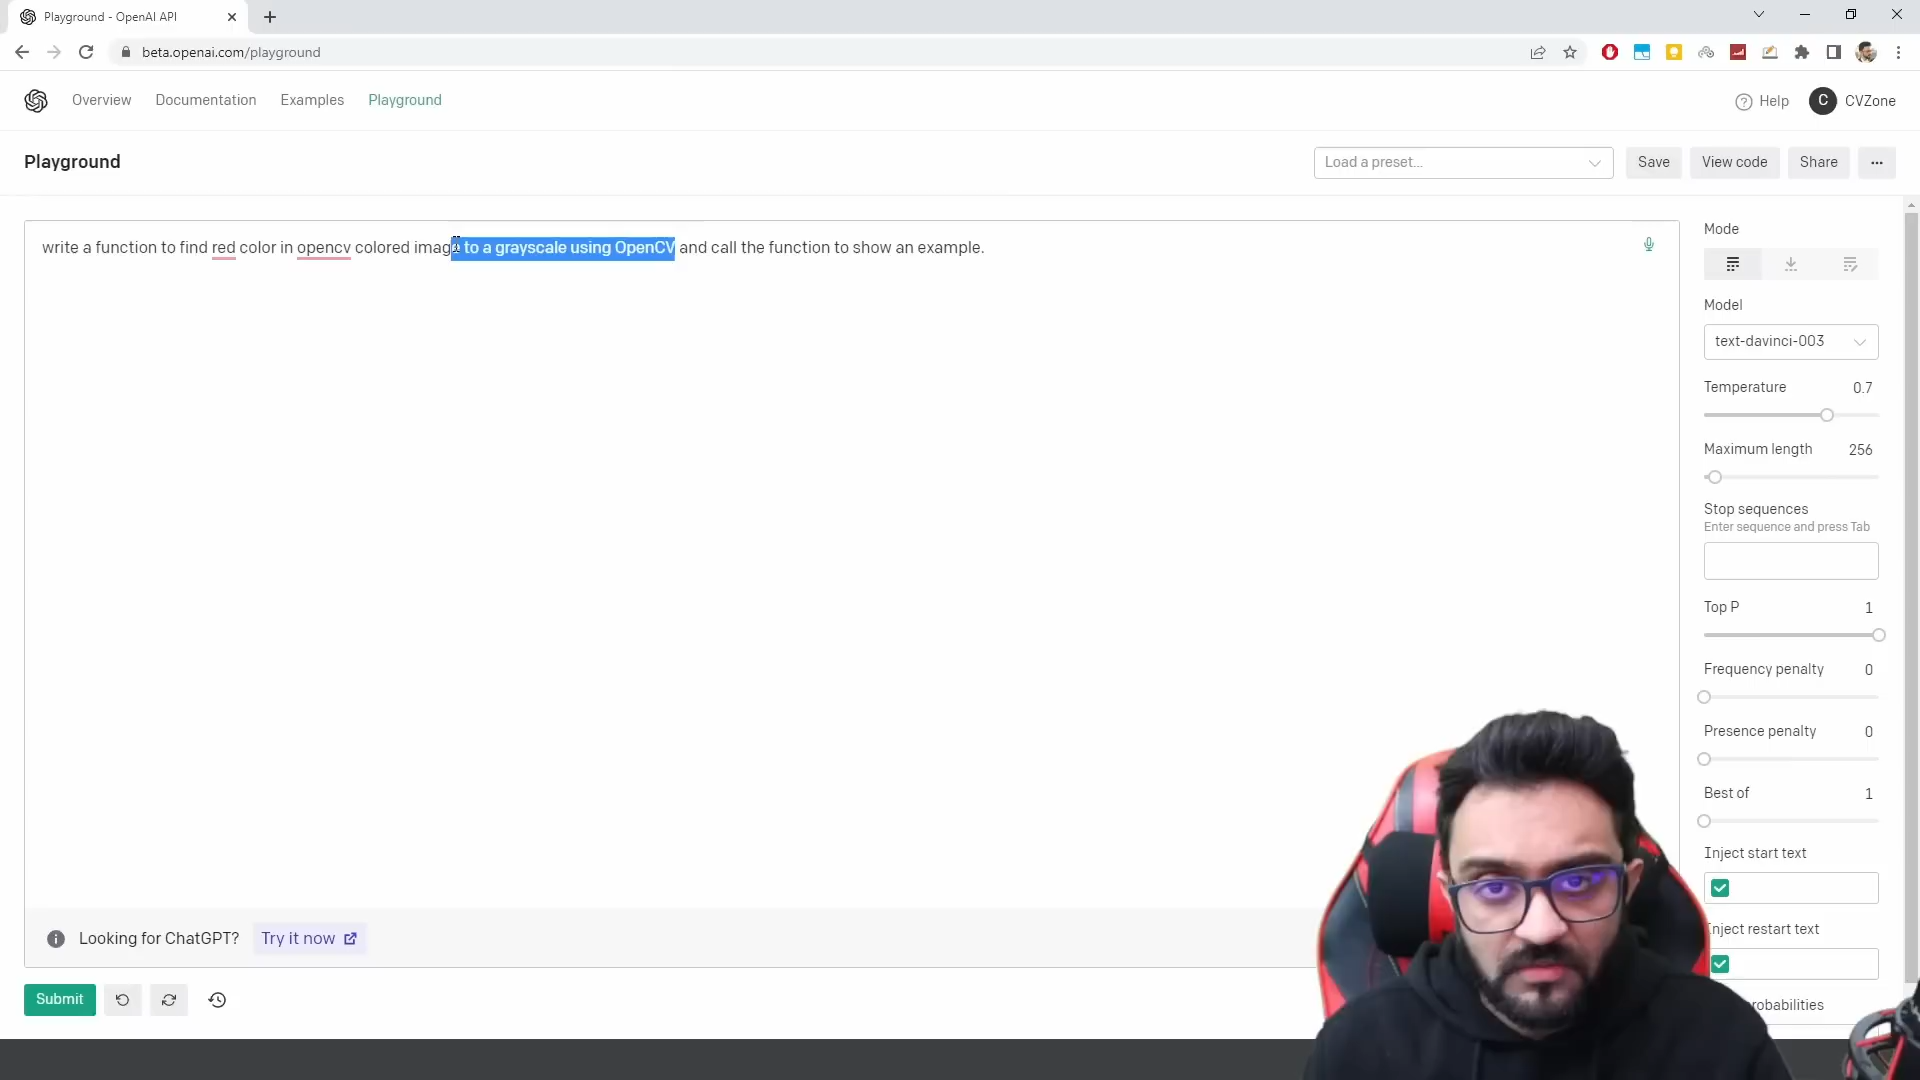 Playground - OpenAI API
beta.openai.com/playground
Overview Documentation Examples Playground
Help C CVZone
Playground
Load a preset...
Save View code Share ...
write a function to find red color in opencv colored image to a grayscale using OpenCV and call the function to show an example.
Mode
Model
text-davinci-003
Temperature 0.7
Maximum length 256
Stop sequences
Enter sequence and press Tab
Top P 1
Frequency penalty 0
Presence penalty 0
Best of 1
Inject start text
Inject restart text
probabilities
Looking for ChatGPT? Try it now
Submit